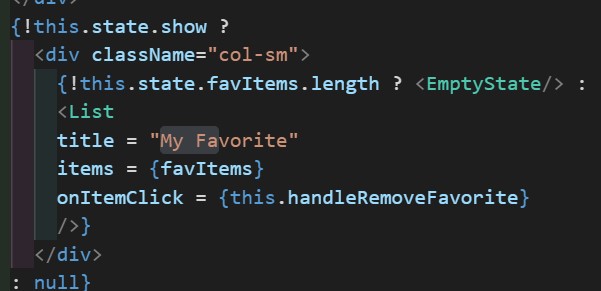 </div>
{!this.state.show ?
<div className="col-sm">
{!this.state.favItems.length ? <EmptyState/> :
<List
title = "My Favorite"
items = {favItems}
onItemClick = {this.handleRemoveFavorite}
/>}
</div>
: null}